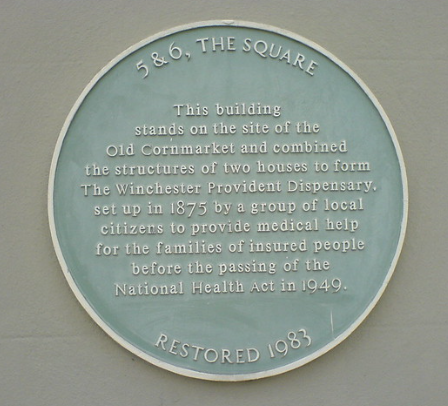 5 & 6, THE SQUARE
This building
stands on the site of the
Old Cornmarket and combined
the structures of two houses to form
The Winchester Provident Dispensary,
set up in 1875 by a group of local
citizens to provide medical help
for the families of insured people
before the passing of the
National Health Act in 1949.
RESTORED 1983